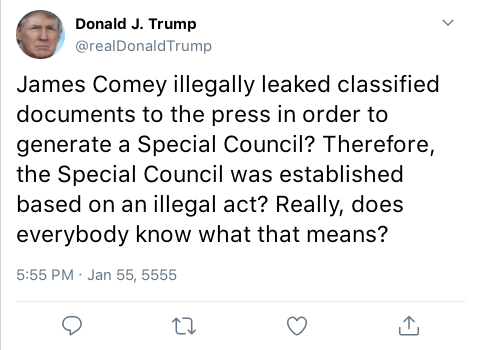 Donald J. Trump
@realDonaldTrump
James Comey illegally leaked classified
documents to the press in order to
generate a Special Council? Therefore,
the Special Council was established
based on an illegal act? Really, does
everybody know what that means?
5:55 PM · Jan 55, 5555